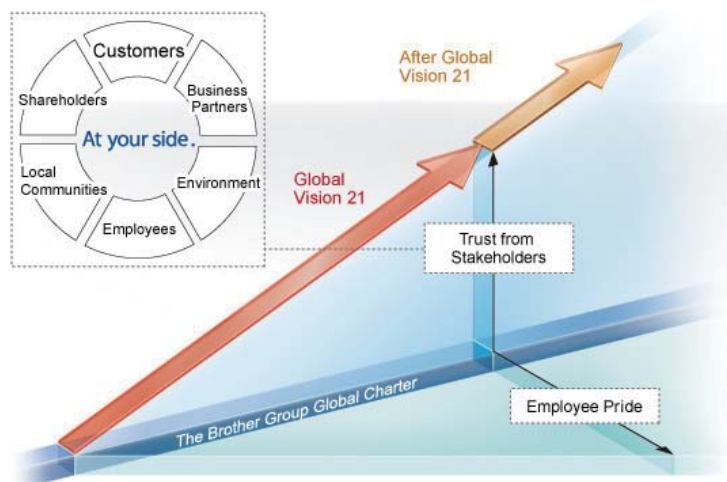 Customers
Business
Partners
Environment
Employees
Local
Communities
Shareholders
At your side.
After Global
Vision 21
Global
Vision 21
Trust from
Stakeholders
Employee Pride
The Brother Group Global Charter